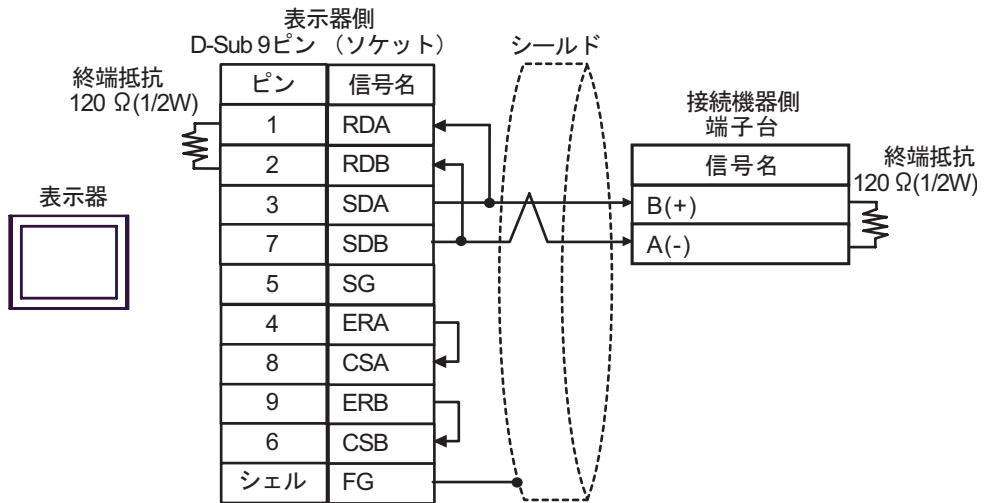 表示器側
D-Sub 9ピン （ソケット）
シールド
終端抵抗
120 Ω(1/2W)
ピン 信号名
1 RDA
2 RDB
3 SDA
7 SDB
5 SG
4 ERA
8 CSA
9 ERB
6 CSB
シェル FG
表示器
接続機器側
端子台
信号名
B(+)
A(-)
終端抵抗
120 Ω(1/2W)